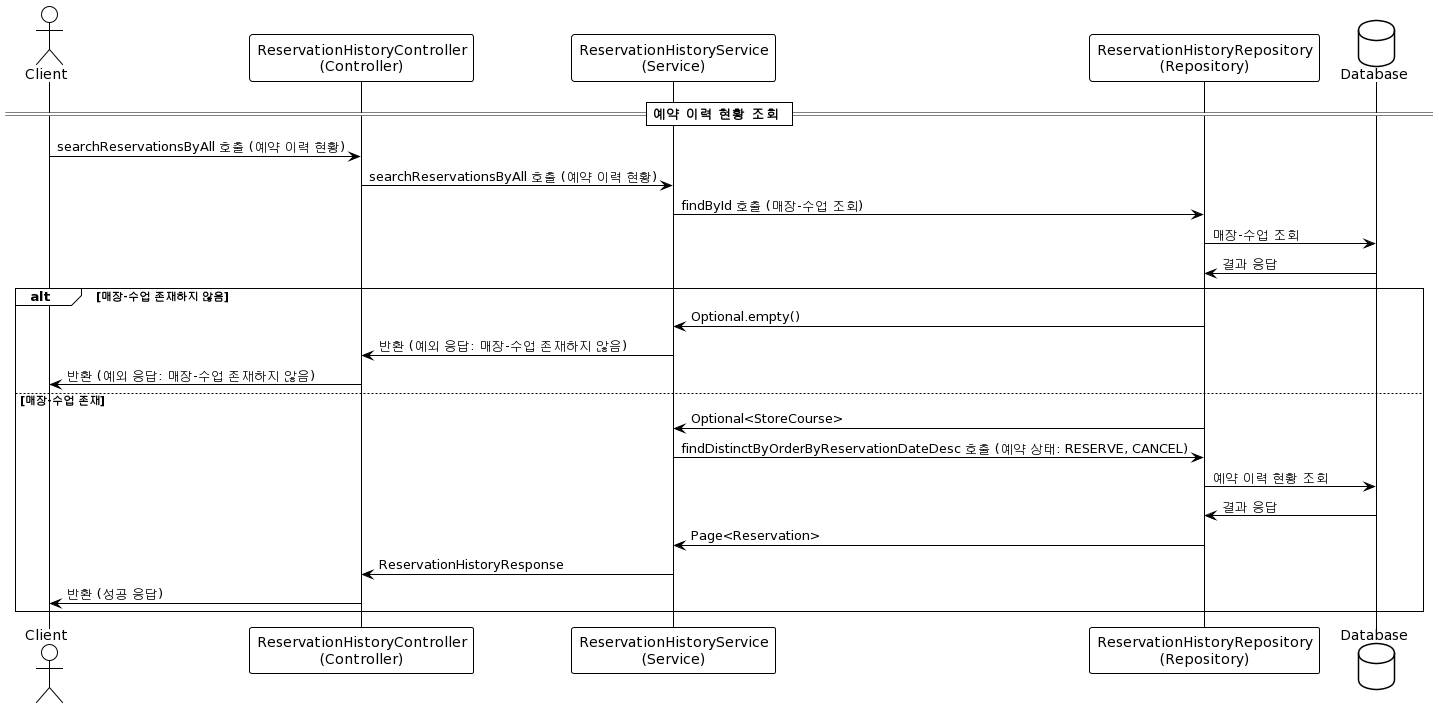 Client
ReservationHistoryController
(Controller)
ReservationHistoryService
(Service)
ReservationHistoryRepository
(Repository)
Database
예약 이력 현황 조회
searchReservationsByAll 호출 (예약 이력 현황)
searchReservationsByAll 호출 (예약 이력 현황)
findById 호출 (매장-수업 조회)
매장-수업 조회
결과 응답
alt [매장-수업 존재하지 않음]
Optional.empty()
반환 (예외 응답: 매장-수업 존재하지 않음)
반환 (예외 응답: 매장-수업 존재하지 않음)
[매장-수업 존재]
Optional<StoreCourse>
findDistinctByOrderByReservationDateDesc 호출 (예약 상태: RESERVE, CANCEL)
예약 이력 현황 조회
결과 응답
Page<Reservation>
ReservationHistoryResponse
반환 (성공 응답)
Client
ReservationHistoryController
(Controller)
ReservationHistoryService
(Service)
ReservationHistoryRepository
(Repository)
Database